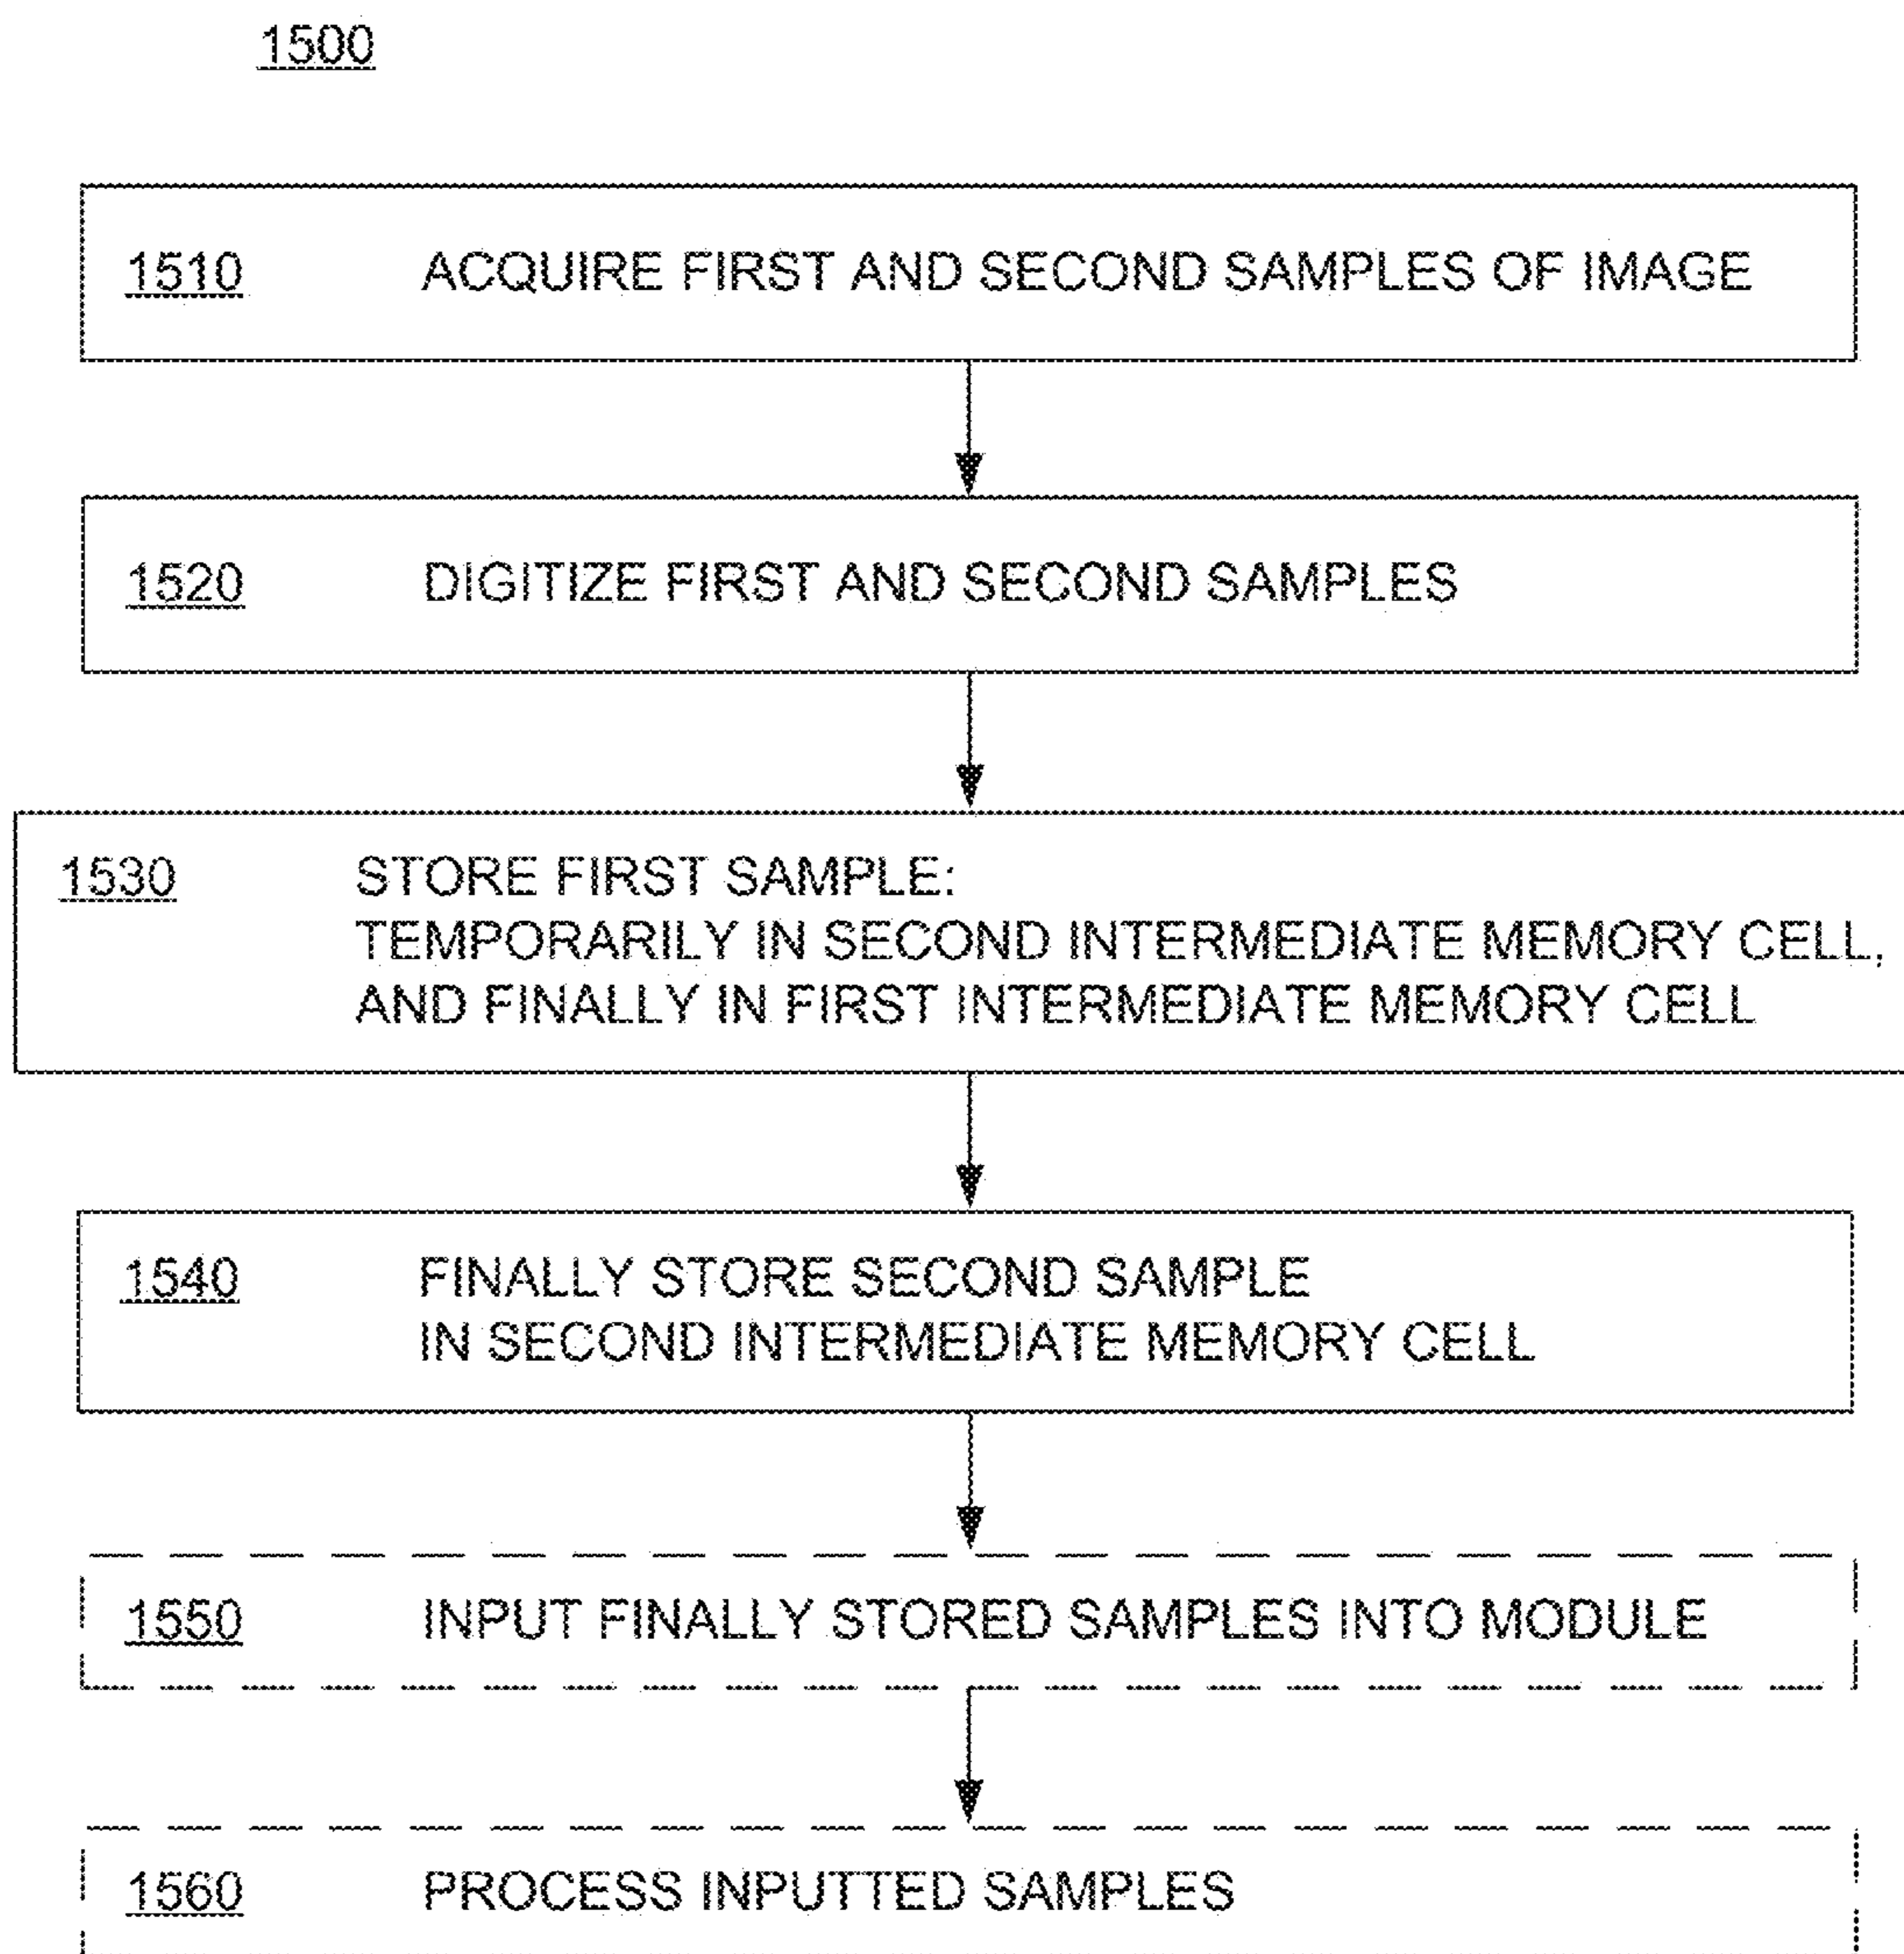 1500
1510 ACQUIRE FIRST AND SECOND SAMPLES OF IMAGE
1520 DIGITIZE FIRST AND SECOND SAMPLES
1530 STORE FIRST SAMPLE:
TEMPORARILY IN SECOND INTERMEDIATE MEMORY CELL,
AND FINALLY IN FIRST INTERMEDIATE MEMORY CELL
1540 FINALLY STORE SECOND SAMPLE
IN SECOND INTERMEDIATE MEMORY CELL
1550 INPUT FINALLY STORED SAMPLES INTO MODULE
1560 PROCESS INPUTTED SAMPLES